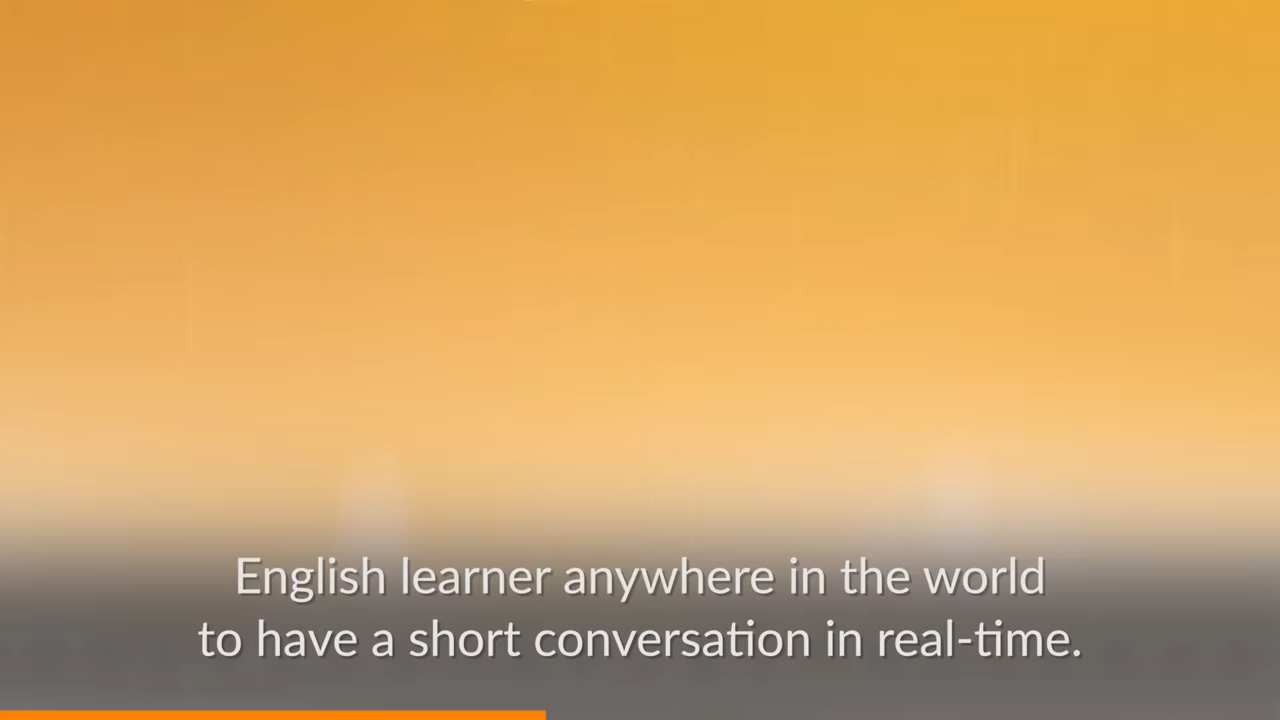 English learner anywhere in the world
to have a short conversation in real-time.